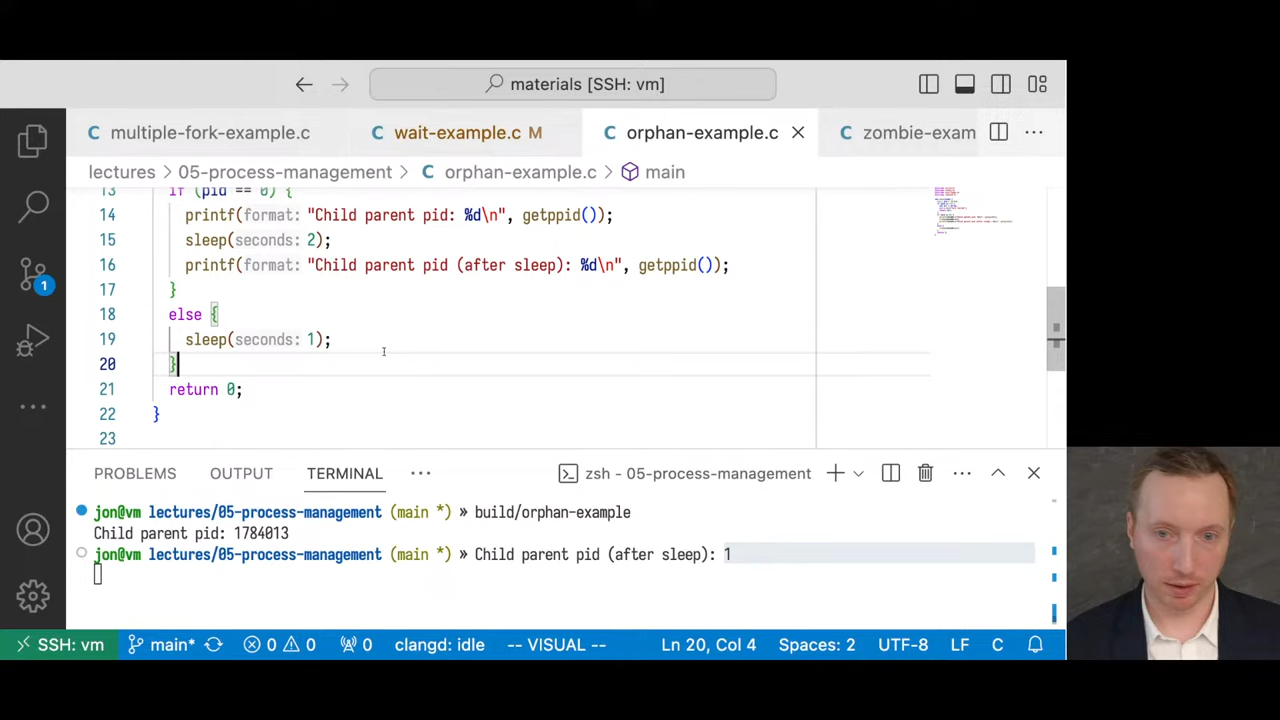 materials [SSH: vm]
C multiple-fork-example.c C wait-example.c M C orphan-example.c C zombie-exam
lectures > 05-process-management > C orphan-example.c > main
13 if (pid == 0) {
14 printf(format: "Child parent pid: %d\n", getppid());
15 sleep(seconds: 2);
16 printf(format: "Child parent pid (after sleep): %d\n", getppid());
17 }
18 else {
19 sleep(seconds: 1);
20 }
21 return 0;
22 }
23
1
PROBLEMS OUTPUT TERMINAL ··· zsh - 05-process-management
jon@vm lectures/05-process-management (main *) » build/orphan-example
Child parent pid: 1784013
jon@vm lectures/05-process-management (main *) » Child parent pid (after sleep): 1
SSH: vm main* 0 0 0 clangd: idle -- VISUAL -- Ln 20, Col 4 Spaces: 2 UTF-8 LF C